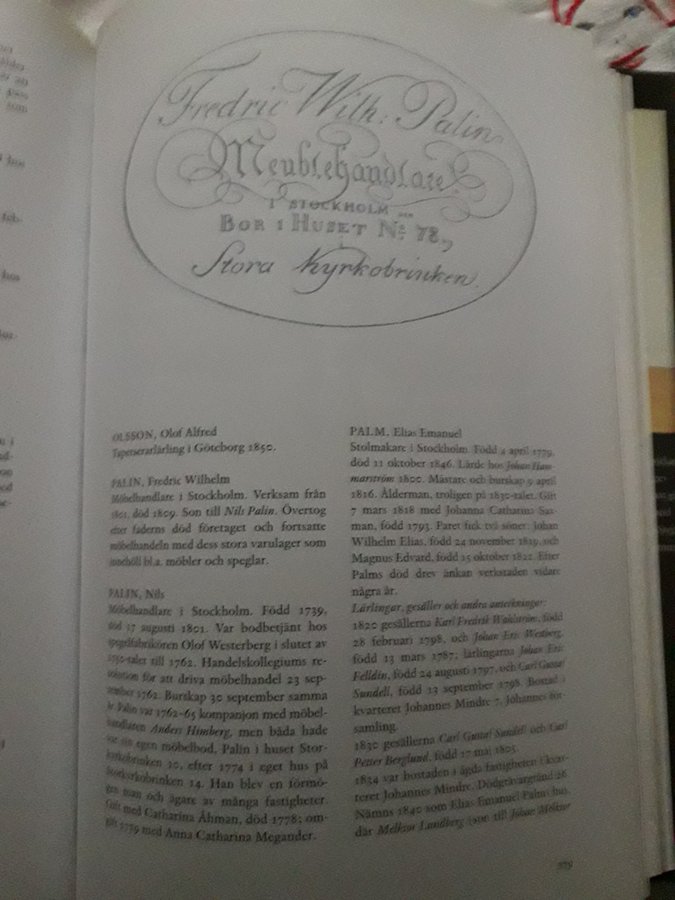 Fredric Wilh: Palin
Meublehandlare
I STOCKHOLM
BOR I HUSET No: 78,
Stora Kyrkobrinken.
OLSSON, Olof Alfred
Tapetserarlärling i Göteborg 1850.
PALIN, Fredric Wilhelm
Möbelhandlare i Stockholm. Verksam från
1801, död 1809. Son till Nils Palin. Övertog
efter faderns död företaget och fortsatte
möbelhandeln med dess stora varulager som
innehöll bl.a. möbler och speglar.
PALIN, Nils
Möbelhandlare i Stockholm. Född 1739,
död 17 augusti 1801. Var bodbetjänt hos
spegelfabrikören Olof Westerberg i slutet av
1750-talet till 1762. Handelskollegiums re-
solution för att driva möbelhandel 23 sep-
tember 1762. Burskap 30 september samma
år. Palin var 1762-65 kompanjon med möbel-
handlaren Anders Himberg, men båda hade
var sin egen möbelbod. Palin i huset Stor-
kyrkobrinken 20, efter 1774 i eget hus på
Storkyrkobrinken 14. Han blev en förmö-
gen man och ägare av många fastigheter.
Gift med Catharina Åhman, död 1778; om-
gift 1779 med Anna Catharina Megander.
PALM, Elias Emanuel
Stolmakare i Stockholm. Född 4 april 1779,
död 11 oktober 1846. Lärde hos Johan Ham-
marström 1800. Mästare och burskap 9 april
1816. Ålderman, troligen på 1830-talet. Gift
7 mars 1818 med Johanna Catharina Sax-
man, född 1793. Paret fick två söner: Johan
Wilhelm Elias, född 24 november 1819, och
Magnus Edvard, född 25 oktober 1822. Efter
Palms död drev änkan verkstaden vidare
några år.
Lärlingar, gesäller och andra anteckningar:
1820 gesällerna Karl Fredrik Wahlström, född
28 februari 1798, och Johan Eric Westberg,
född 13 mars 1787; lärlingarna Johan Eric
Felldin, född 24 augusti 1797, och Carl Gustaf
Sundell, född 13 september 1798. Bostad i
kvarteret Johannes Mindre 7, Johannes för-
samling.
1830 gesällerna Carl Gustaf Sundell och Carl
Petter Berglund, född 17 maj 1803.
1834 var bostaden i ägda fastigheten i kvar-
teret Johannes Mindre, Dödgrävargränd 26.
Nämns 1840 som Elias Emanuel Palms hus,
där Melkior Lundberg (son till Johan Melkior